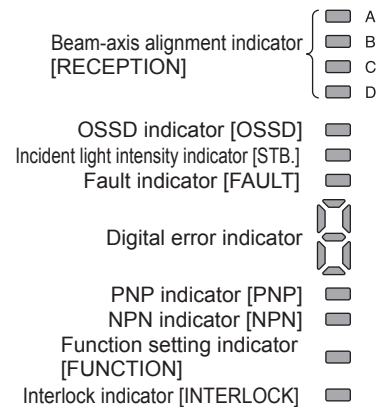 A
Beam-axis alignment indicator
B
[RECEPTION]
C
D
OSSD indicator [OSSD]
Incident light intensity indicator [STB.]
Fault indicator [FAULT]
Digital error indicator
PNP indicator [PNP]
NPN indicator [NPN]
Function setting indicator
[FUNCTION]
Interlock indicator [INTERLOCK]